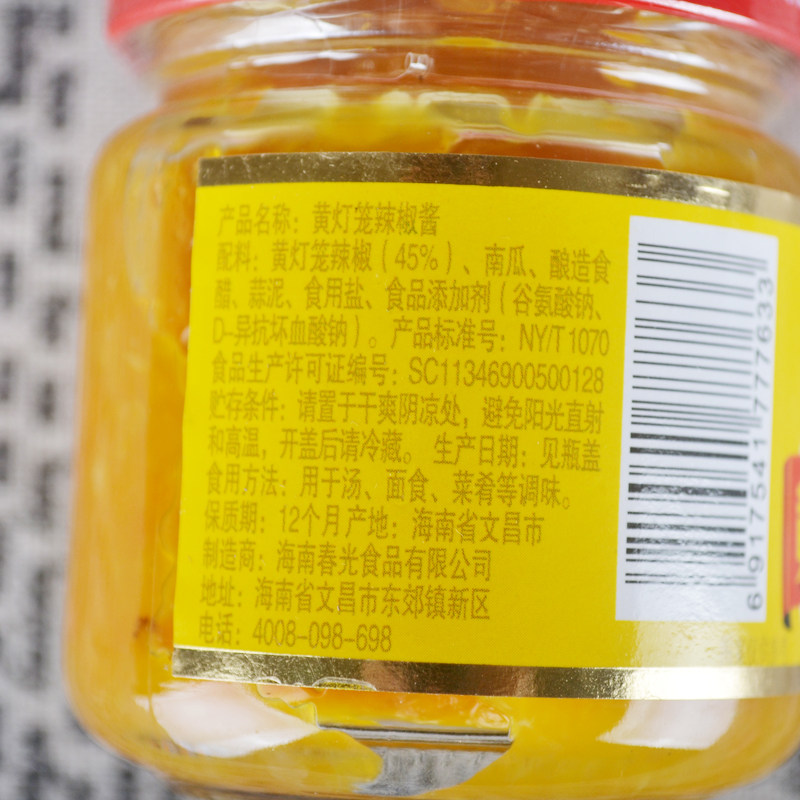 产品名称：黄灯笼辣椒酱
配料：黄灯笼辣椒（45%）、南瓜、酿造食
醋、蒜泥、食用盐、食品添加剂（谷氨酸钠、
D-异抗坏血酸钠）。产品标准号：NY/T1070
食品生产许可证编号：SC11346900500128
贮存条件：请置于干爽阴凉处，避免阳光直射
和高温，开盖后请冷藏。 生产日期：见瓶盖
食用方法：用于汤、面食、菜肴等调味。
保质期：12个月 产地：海南省文昌市
制造商：海南春光食品有限公司
地址：海南省文昌市东郊镇新区
电话：4008-098-698
6917541777633